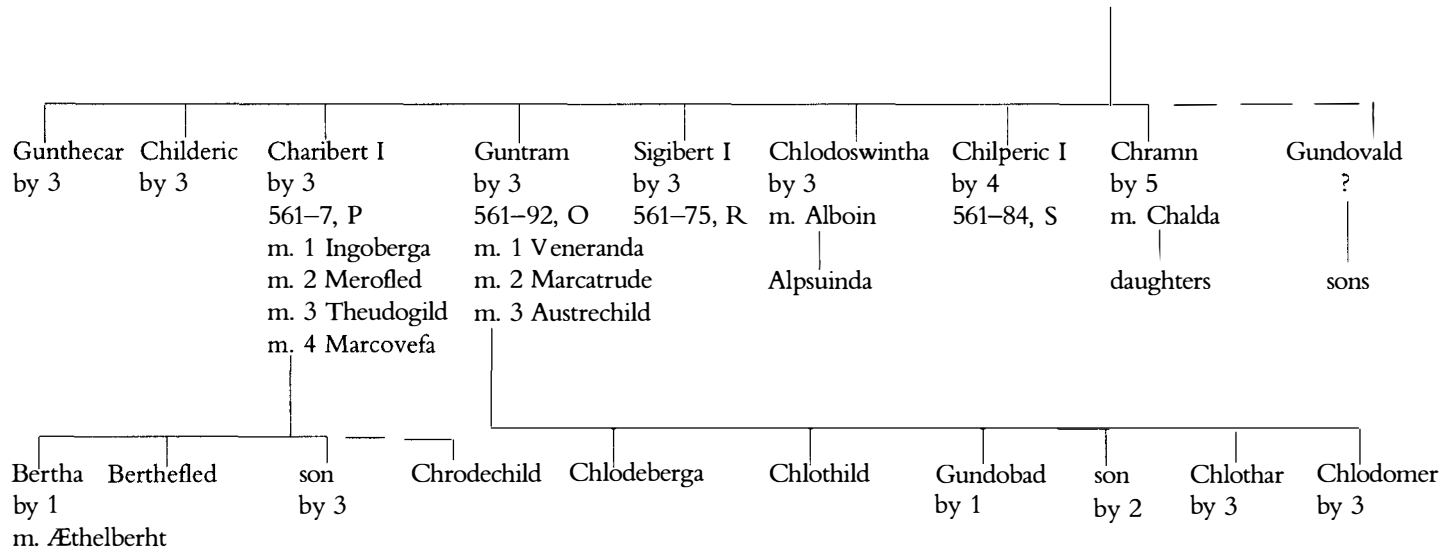 Gunthecar Childeric Charibert I Guntram Sigibert I Chlodoswintha Chilperic I Chramn Gundovald
by 3 by 3 by 3 by 3 by 3 by 3 by 4 by 5 ?
561–7, P 561–92, O 561–75, R m. Alboin 561–84, S m. Chalda
m. 1 Ingoberga m. 1 Veneranda
m. 2 Merofled m. 2 Marcatrude Alpsuinda daughters sons
m. 3 Theudogild m. 3 Austrechild
m. 4 Marcovefa
Bertha Berthefled son Chrodechild Chlodeberga Chlothild Gundobad son Chlothar Chlodomer
by 1 by 3 by 1 by 2 by 3 by 3
m. Æthelberht